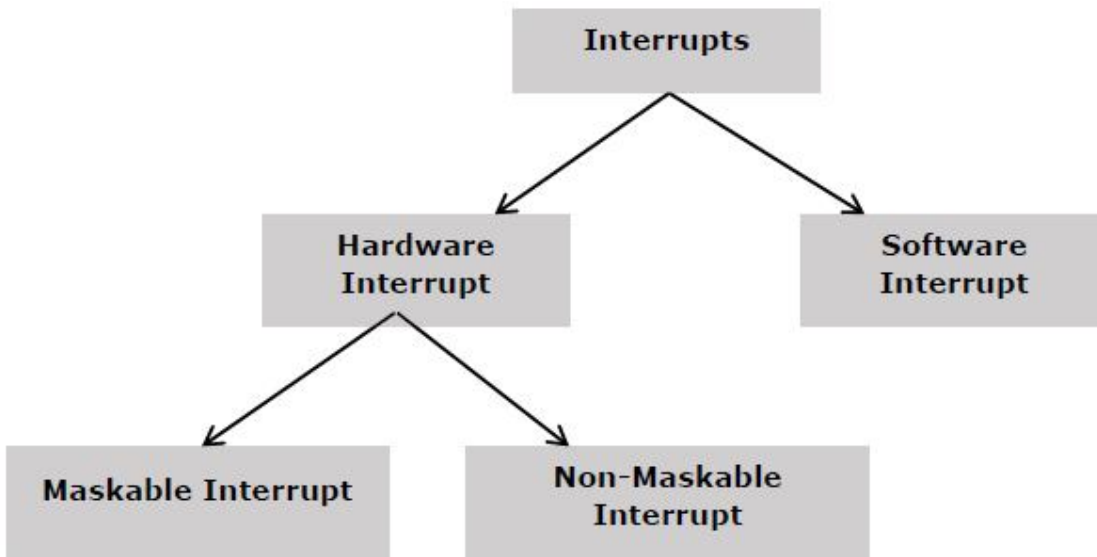 Interrupts
Hardware
Interrupt
Software
Interrupt
Maskable Interrupt
Non-Maskable
Interrupt